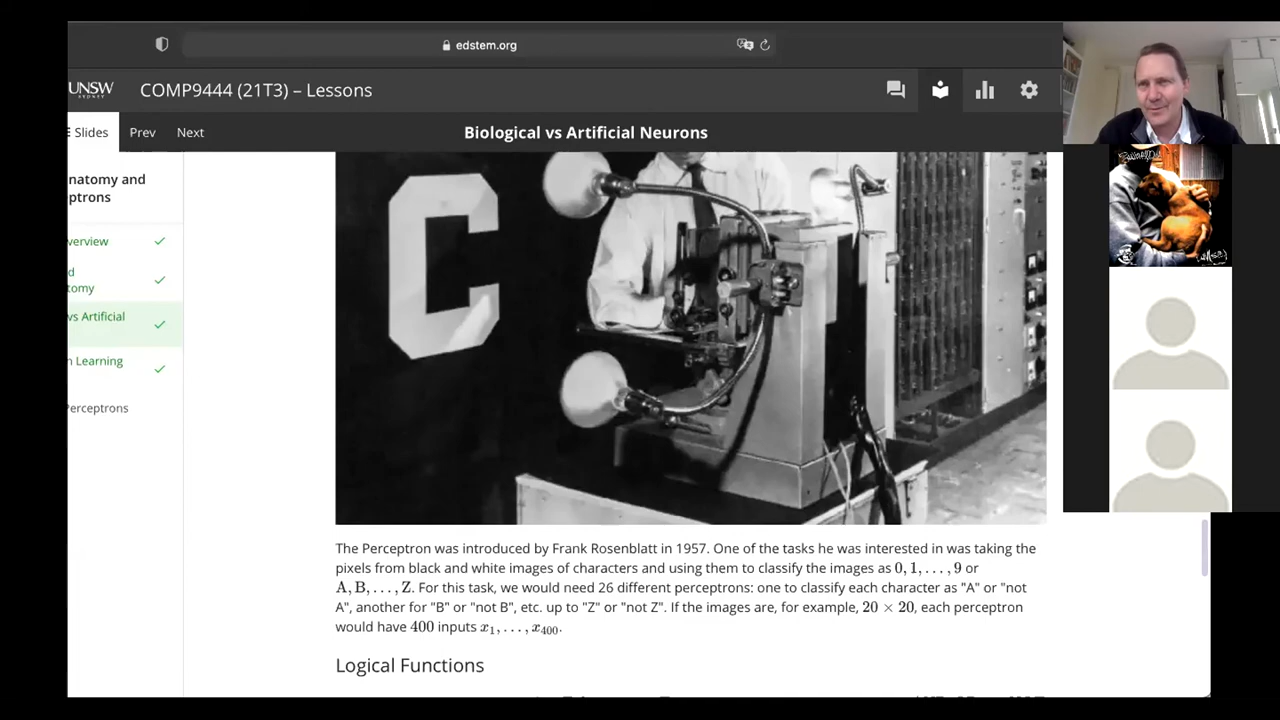 edstem.org
UNSW
SYDNEY
COMP9444 (21T3) – Lessons
Slides
Prev
Next
Biological vs Artificial Neurons
natomy and
ptrons
verview
d
tomy
vs Artificial
n Learning
Perceptrons
C
The Perceptron was introduced by Frank Rosenblatt in 1957. One of the tasks he was interested in was taking the
pixels from black and white images of characters and using them to classify the images as 0, 1, . . . , 9 or
A, B, . . . , Z. For this task, we would need 26 different perceptrons: one to classify each character as "A" or "not
A", another for "B" or "not B", etc. up to "Z" or "not Z". If the images are, for example, 20 × 20, each perceptron
would have 400 inputs x₁, . . . , x₄₀₀.
Logical Functions